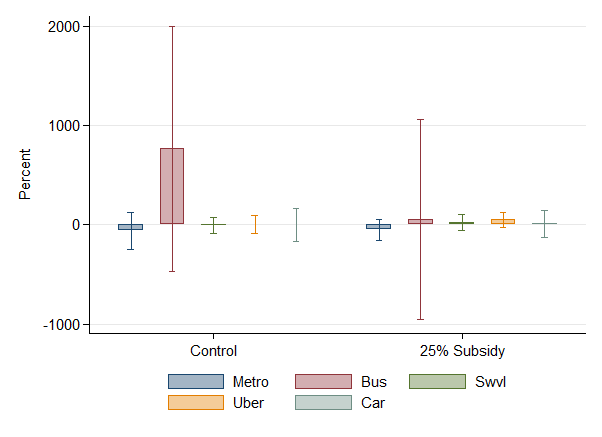 2000
1000
0
-1000
Percent
Control 25% Subsidy
Metro Bus Swvl
Uber Car